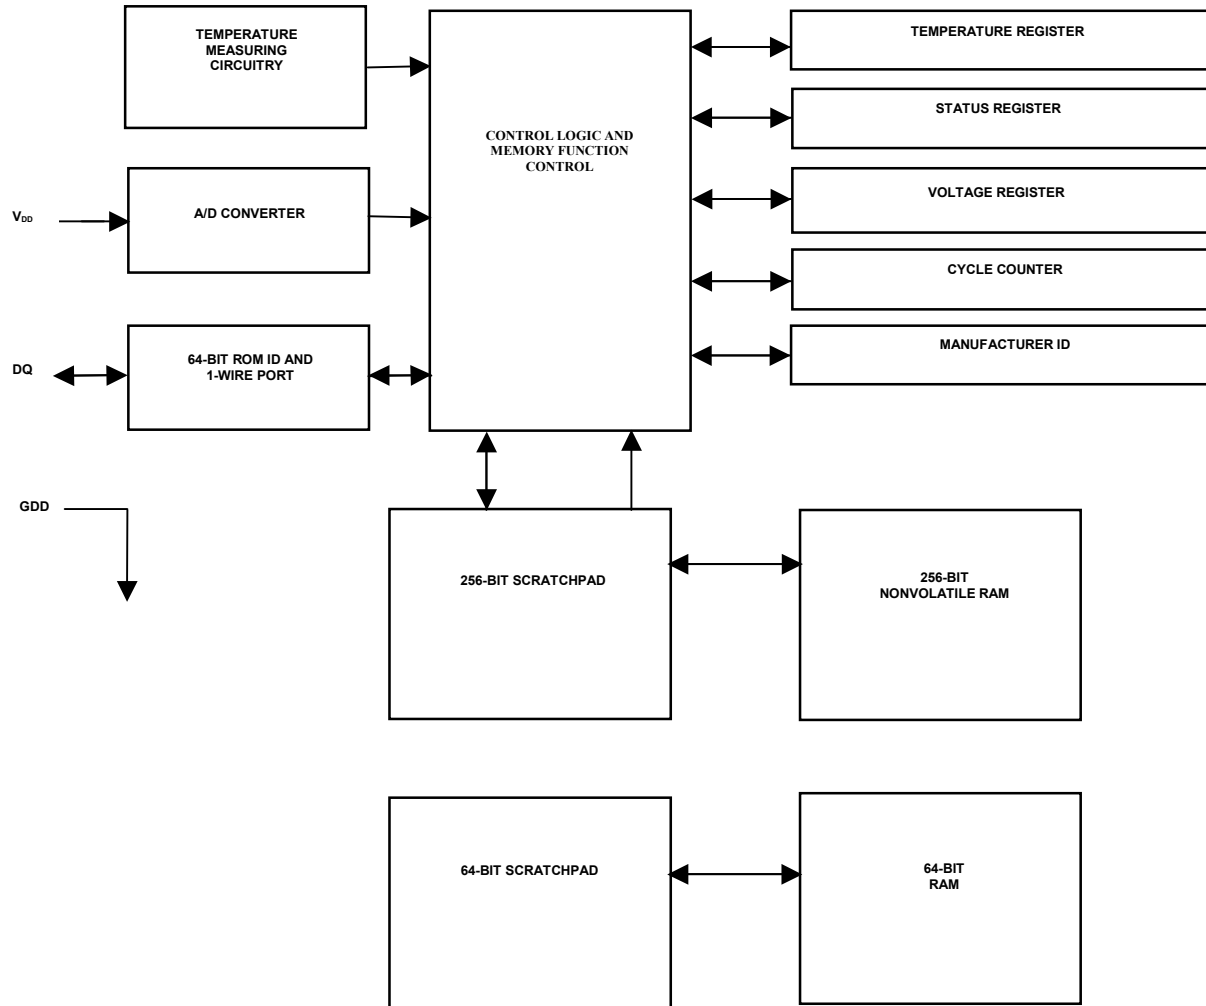 TEMPERATURE
MEASURING
CIRCUITRY
CONTROL LOGIC AND
MEMORY FUNCTION
CONTROL
TEMPERATURE REGISTER
STATUS REGISTER
VOLTAGE REGISTER
CYCLE COUNTER
MANUFACTURER ID
VDD
A/D CONVERTER
DQ
64-BIT ROM ID AND
1-WIRE PORT
GDD
256-BIT SCRATCHPAD
256-BIT
NONVOLATILE RAM
64-BIT SCRATCHPAD
64-BIT
RAM